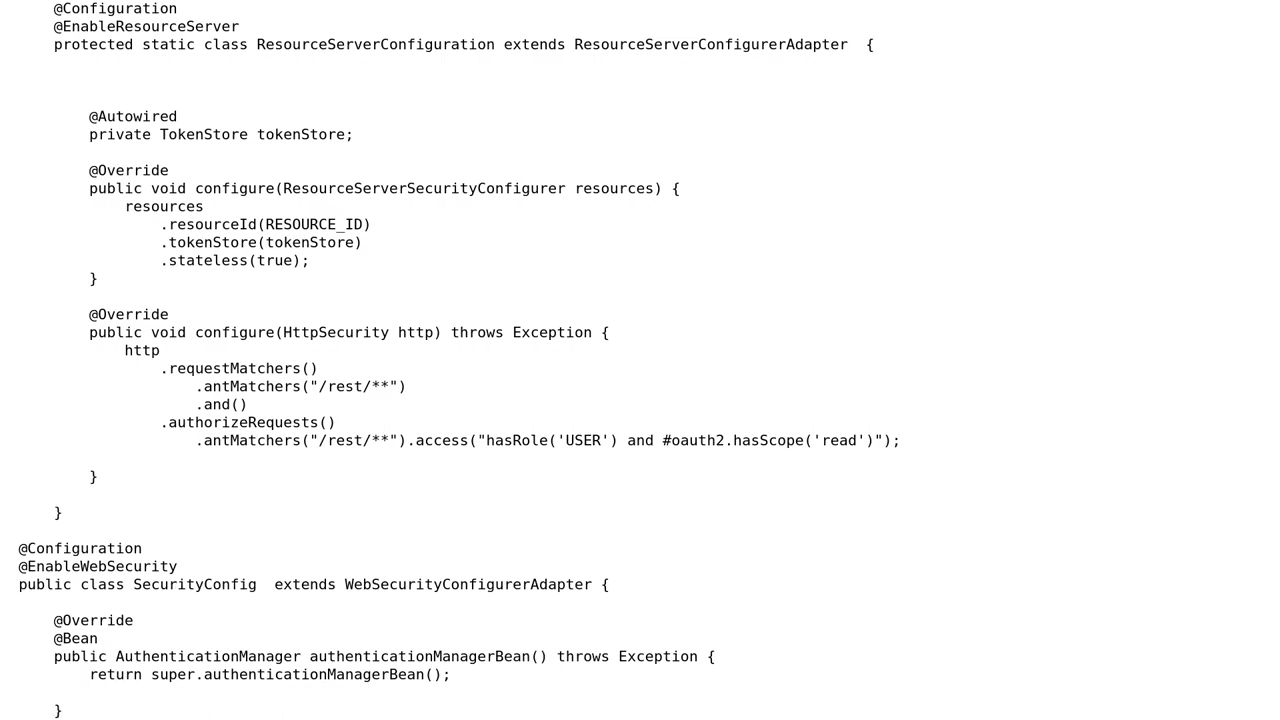 @Configuration
@EnableResourceServer
protected static class ResourceServerConfiguration extends ResourceServerConfigurerAdapter  {
@Autowired
private TokenStore tokenStore;
@Override
public void configure(ResourceServerSecurityConfigurer resources) {
resources
.resourceId(RESOURCE_ID)
.tokenStore(tokenStore)
.stateless(true);
}
@Override
public void configure(HttpSecurity http) throws Exception {
http
.requestMatchers()
.antMatchers("/rest/**")
.and()
.authorizeRequests()
.antMatchers("/rest/**").access("hasRole('USER') and #oauth2.hasScope('read')");
}
}
@Configuration
@EnableWebSecurity
public class SecurityConfig  extends WebSecurityConfigurerAdapter {
@Override
@Bean
public AuthenticationManager authenticationManagerBean() throws Exception {
return super.authenticationManagerBean();
}